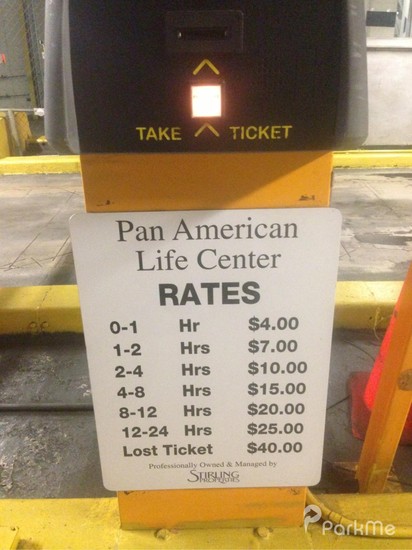 TAKE TICKET
Pan American
Life Center
RATES
0-1 Hr $4.00
1-2 Hrs $7.00
2-4 Hrs $10.00
4-8 Hrs $15.00
8-12 Hrs $20.00
12-24 Hrs $25.00
Lost Ticket $40.00
Professionally Owned & Managed by
STIRLING
PROPERTIES
ParkMe